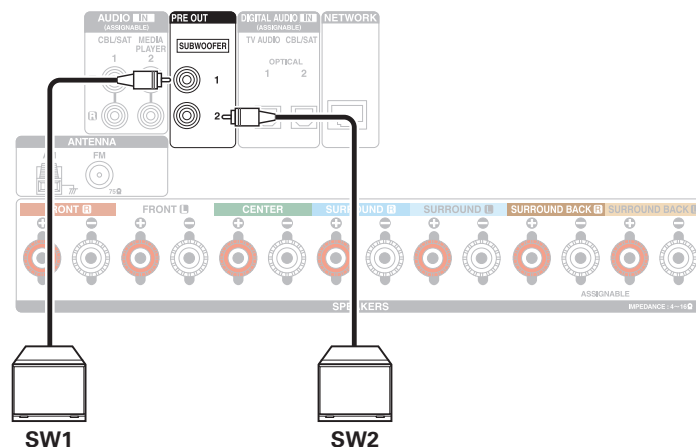 AUDIO IN
(ASSIGNABLE)
CBL/SAT MEDIA PLAYER
1 2
R
PRE OUT
SUBWOOFER
1
2
DIGITAL AUDIO IN
(ASSIGNABLE)
TV AUDIO CBL/SAT
OPTICAL
1 2
NETWORK
ANTENNA
FM
75Ω
FRONT R FRONT L CENTER SURROUND R SURROUND L SURROUND BACK R SURROUND BACK
ASSIGNABLE
SPEAKERS
IMPEDANCE : 4~16Ω
SW1 SW2